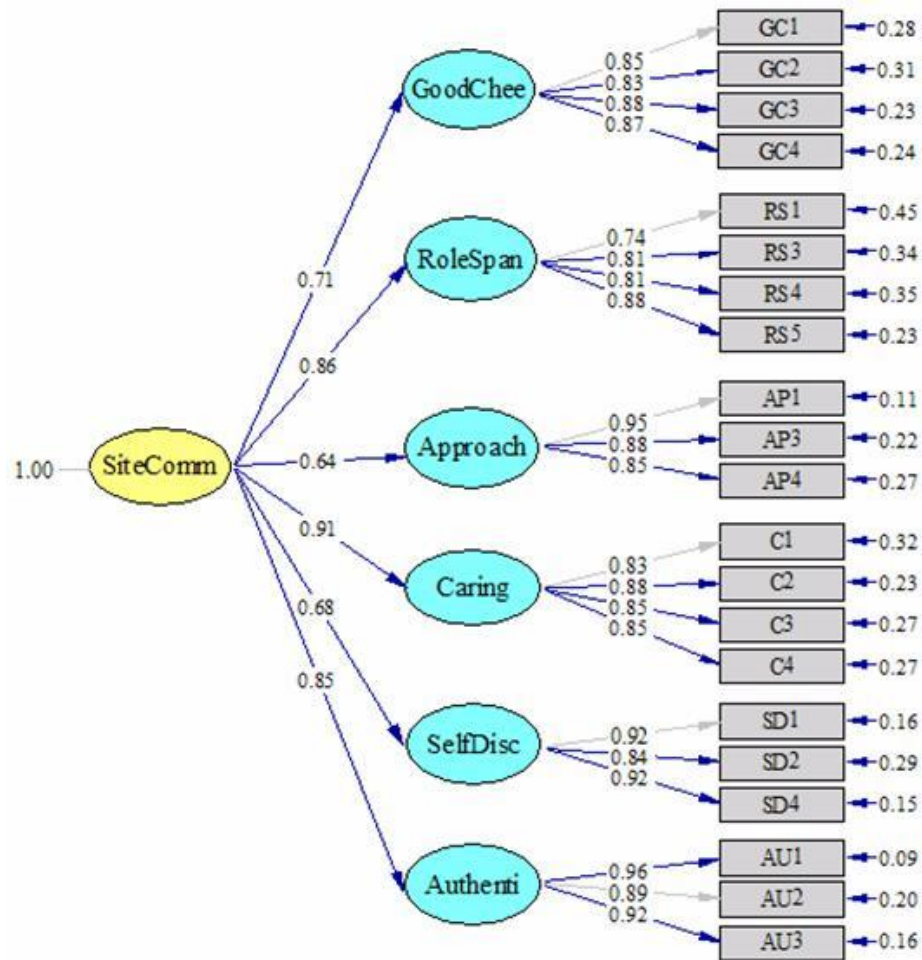 GC1
0.28
0.85
GoodChee
0.83
GC2
0.31
0.88
GC3
0.23
0.87
GC4
0.24
RS1
0.45
0.74
RoleSpan
0.81
RS3
0.34
0.71
0.81
RS4
0.35
0.88
RS5
0.23
0.86
AP1
0.11
0.95
Approach
0.88
AP3
0.22
0.64
0.85
AP4
0.27
1.00
SiteComm
0.91
C1
0.32
0.83
Caring
0.88
C2
0.23
0.85
C3
0.27
0.85
C4
0.27
0.68
SD1
0.16
0.92
SelfDisc
0.84
SD2
0.29
0.92
SD4
0.15
0.85
AU1
0.09
0.96
Authenti
0.89
AU2
0.20
0.92
AU3
0.16